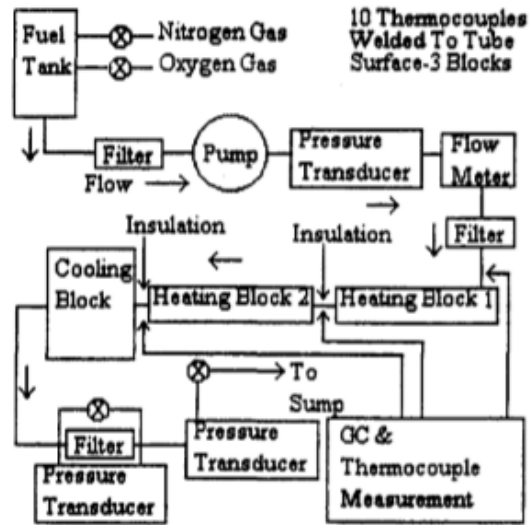 Fuel
Tank
Nitrogen Gas
Oxygen Gas
10 Thermocouples
Welded To Tube
Surface-3 Blocks
Filter
Flow
Pump
Pressure
Transducer
Flow
Meter
Filter
Insulation
Insulation
Cooling
Block
Heating Block 2
Heating Block 1
To
Sump
Filter
Pressure
Transducer
Pressure
Transducer
GC &
Thermocouple
Measurement